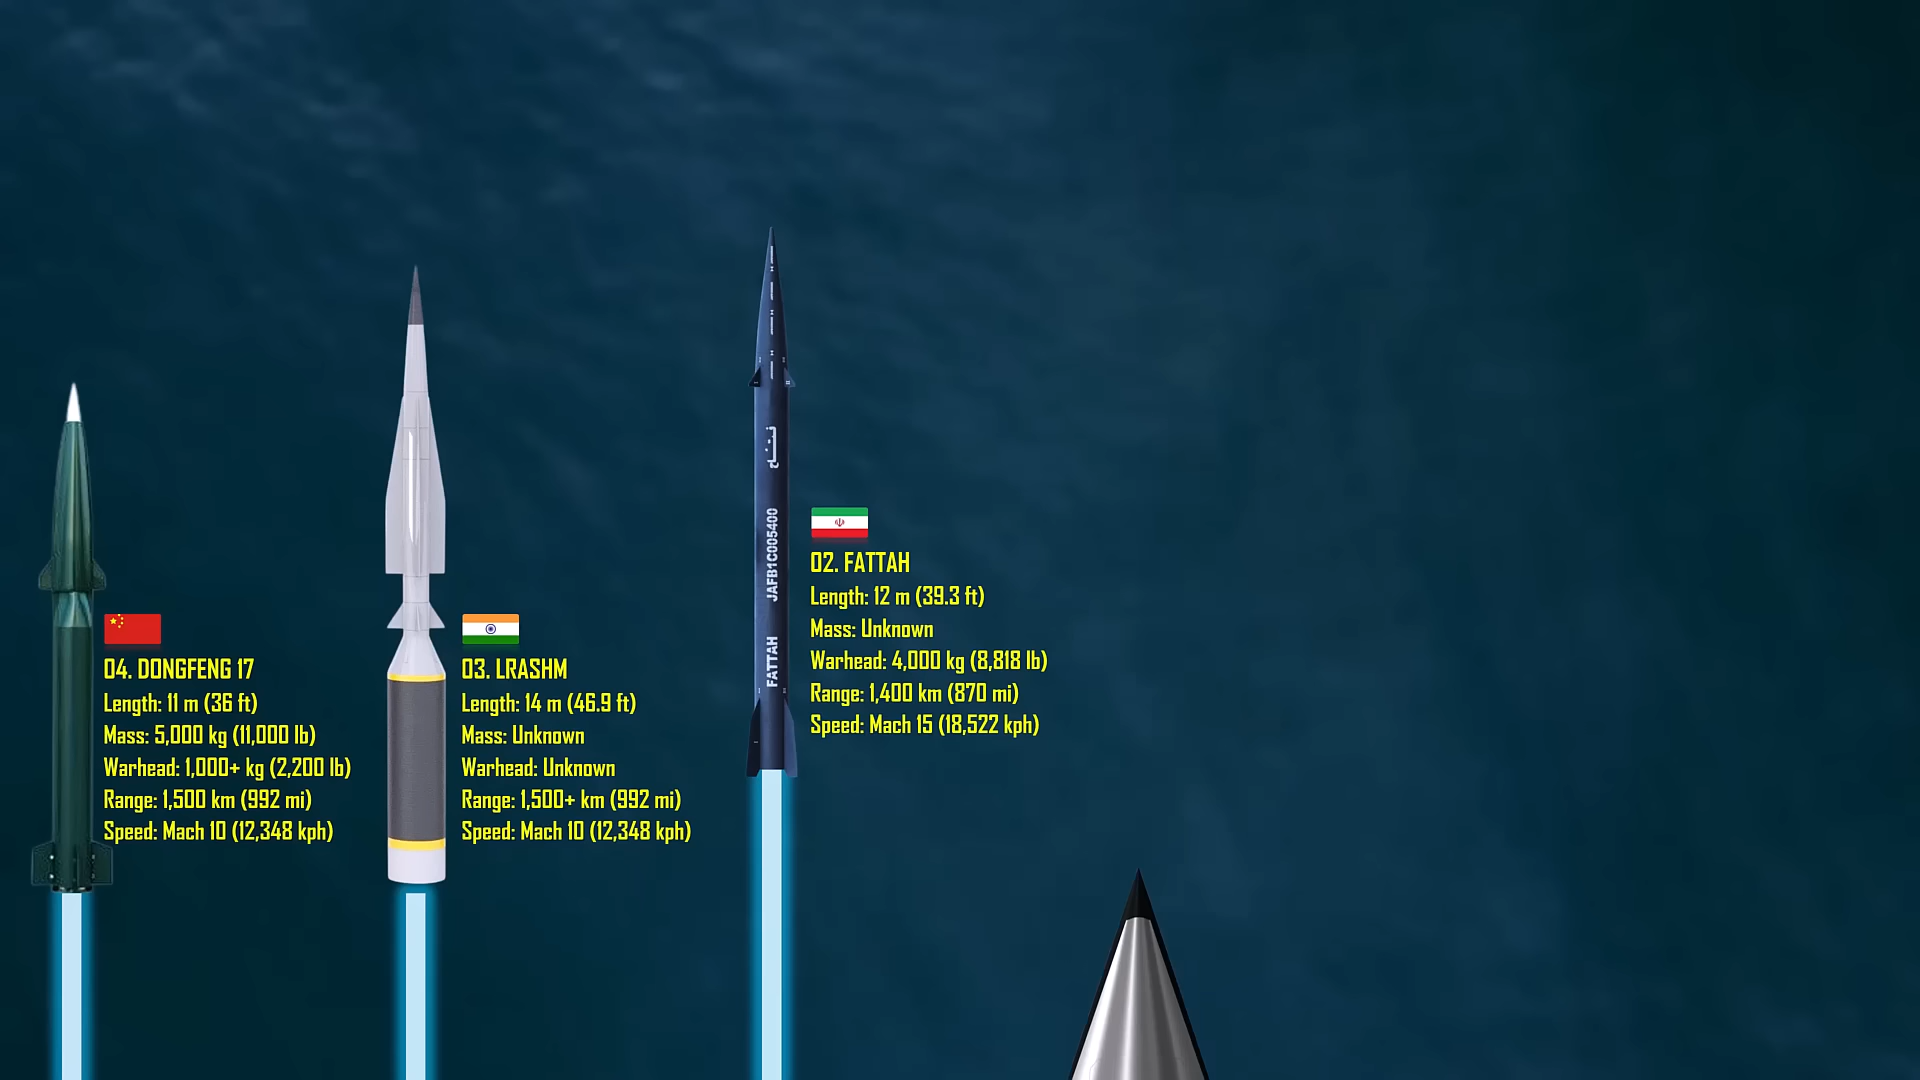 04. DONGFENG 17
Length: 11 m (36 ft)
Mass: 5,000 kg (11,000 lb)
Warhead: 1,000+ kg (2,200 lb)
Range: 1,500 km (992 mi)
Speed: Mach 10 (12,348 kph)
03. LRASHM
Length: 14 m (46.9 ft)
Mass: Unknown
Warhead: Unknown
Range: 1,500+ km (992 mi)
Speed: Mach 10 (12,348 kph)
فتاح
JAFB1C005400
FATTAH
02. FATTAH
Length: 12 m (39.3 ft)
Mass: Unknown
Warhead: 4,000 kg (8,818 lb)
Range: 1,400 km (870 mi)
Speed: Mach 15 (18,522 kph)